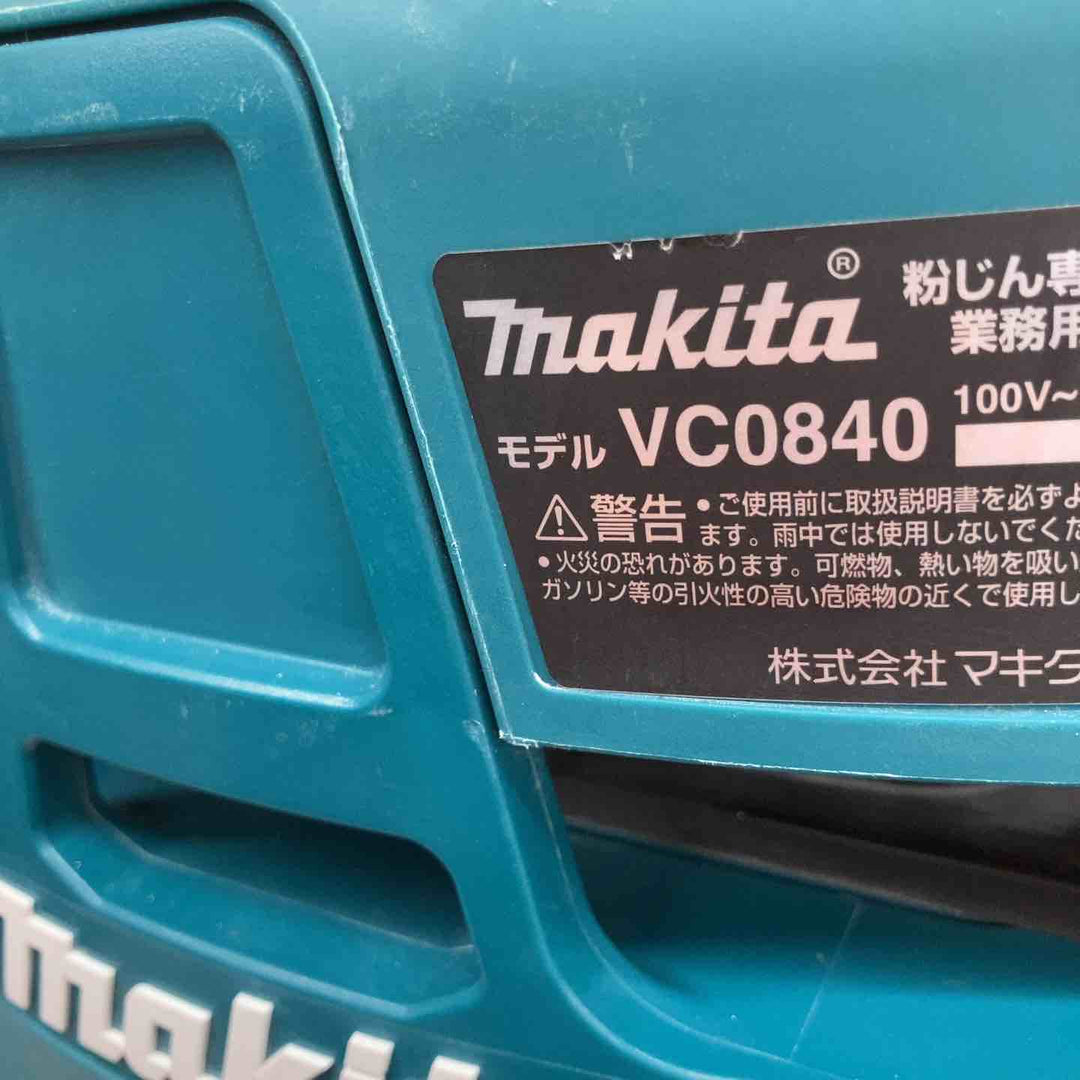 makita®
粉じん専
業務用
モデル VC0840 100V~
警告 •ご使用前に取扱説明書を必ずよ
ます。雨中では使用しないでくだ
•火災の恐れがあります。可燃物、熱い物を吸い
ガソリン等の引火性の高い危険物の近くで使用し
株式会社 マキタ
maki